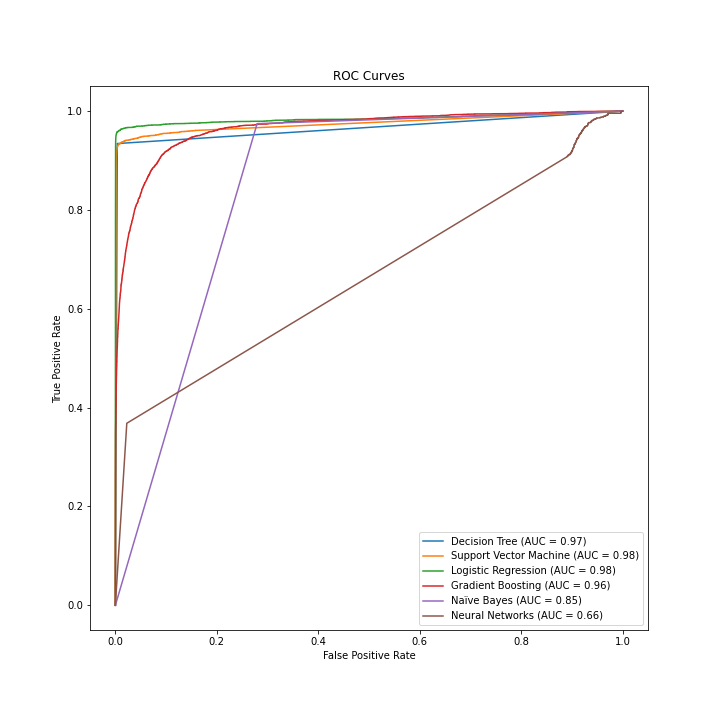 ROC Curves
1.0
0.8
0.6
0.4
0.2
0.0
True Positive Rate
Decision Tree (AUC = 0.97)
Support Vector Machine (AUC = 0.98)
Logistic Regression (AUC = 0.98)
Gradient Boosting (AUC = 0.96)
Naïve Bayes (AUC = 0.85)
Neural Networks (AUC = 0.66)
0.0 0.2 0.4 0.6 0.8 1.0
False Positive Rate